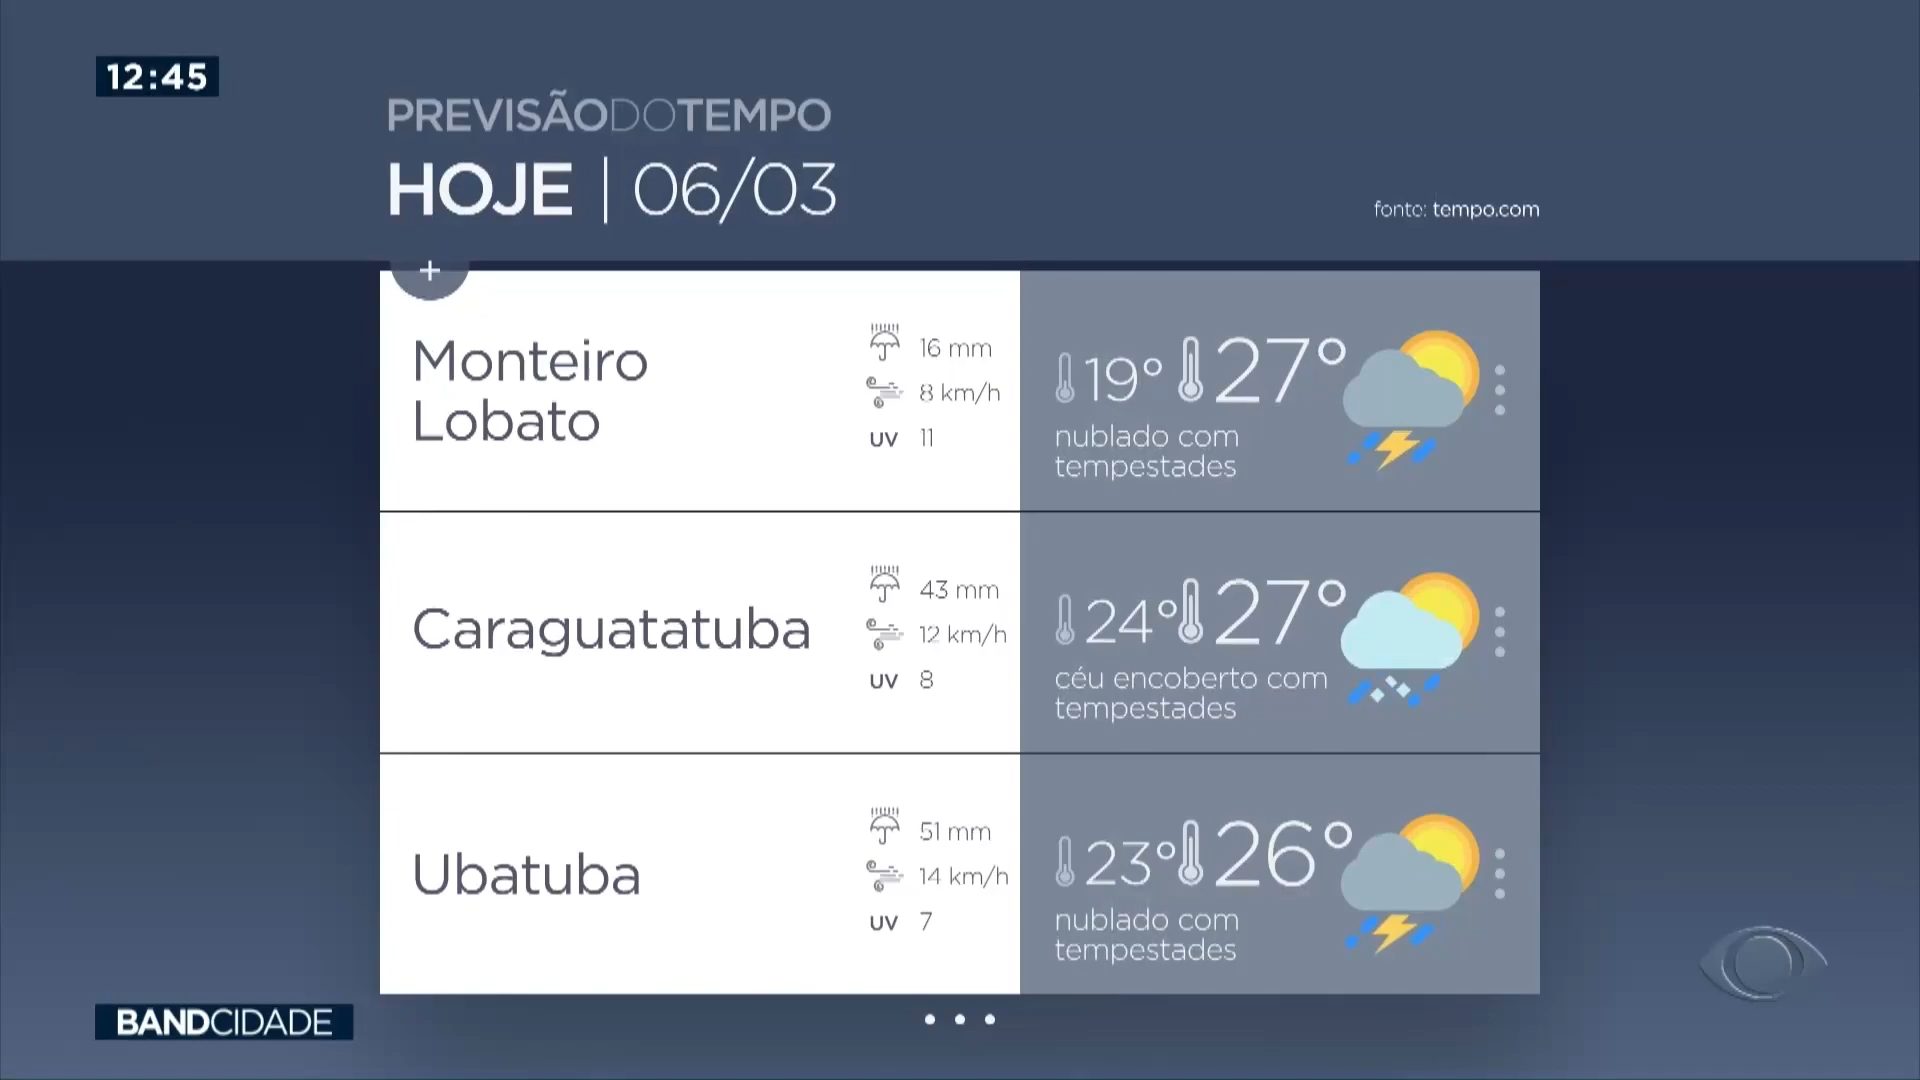 12:45
PREVISÃODOTEMPO
HOJE | 06/03
fonte: tempo.com
+
Monteiro
Lobato
16 mm
8 km/h
UV 11
19° 27°
nublado com
tempestades
Caraguatatuba
43 mm
12 km/h
UV 8
24° 27°
céu encoberto com
tempestades
Ubatuba
51 mm
14 km/h
UV 7
23° 26°
nublado com
tempestades
BANDCIDADE